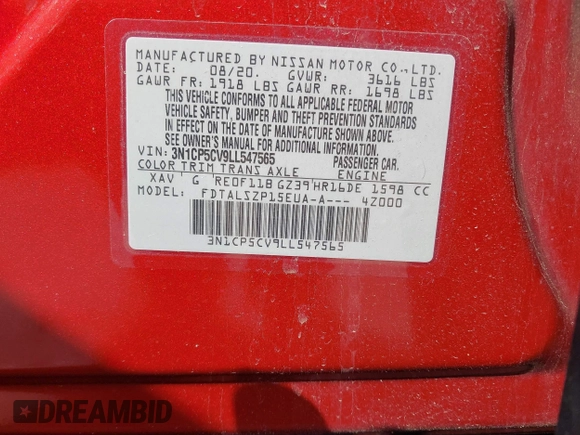 MANUFACTURED BY NISSAN MOTOR CO.,LTD.
DATE: 08/20. GVWR: 3616 LBS
GAWR FR: 1918 LBS GAWR RR: 1698 LBS
THIS VEHICLE CONFORMS TO ALL APPLICABLE FEDERAL MOTOR
VEHICLE SAFETY, BUMPER AND THEFT PREVENTION STANDARDS
IN EFFECT ON THE DATE OF MANUFACTURE SHOWN ABOVE.
SEE OWNER'S MANUAL FOR ADDITIONAL INFORMATION.
VIN: 3N1CP5CV9LL547565 PASSENGER CAR.
COLOR TRIM TRANS AXLE ENGINE
XAV G RE0F11B GZ39 HR16DE 1598 CC
MODEL: FDTALSZP15EUA-A--- 4Z000
3N1CP5CV9LL547565
DREAMBID